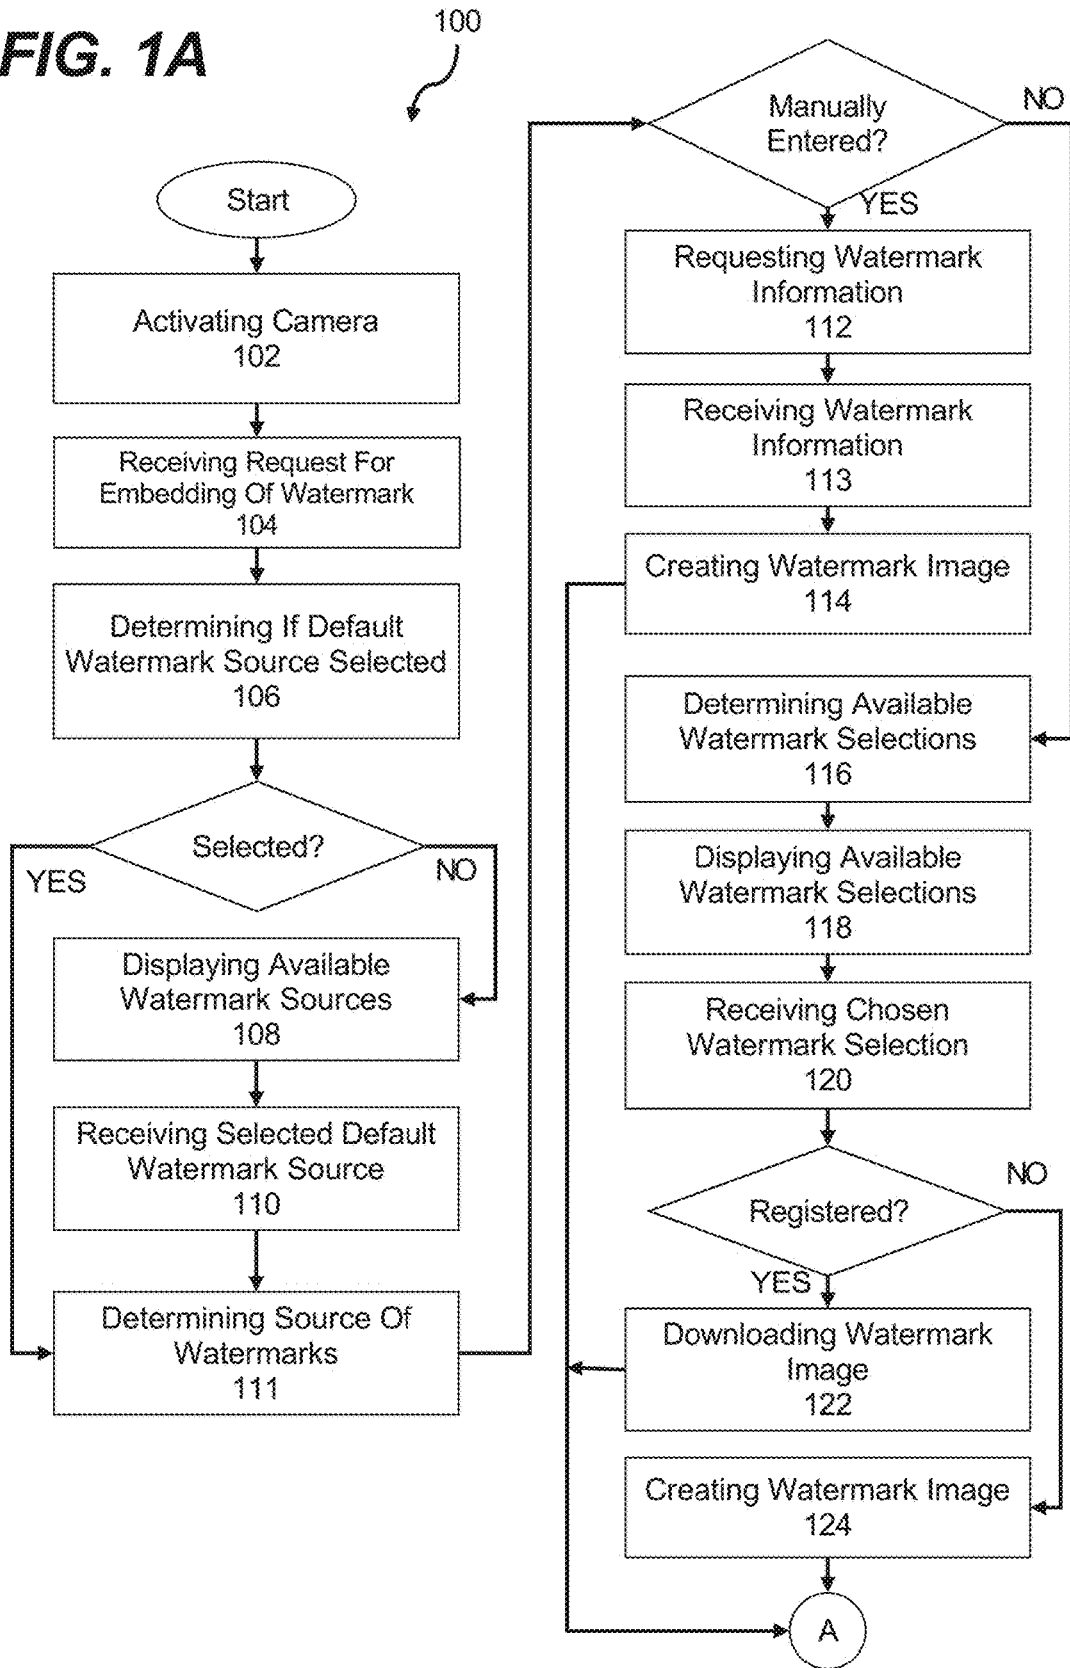 FIG. 1A
100
Start
Activating Camera
102
Receiving Request For
Embedding Of Watermark
104
Determining If Default
Watermark Source Selected
106
Selected?
YES
NO
Displaying Available
Watermark Sources
108
Receiving Selected Default
Watermark Source
110
Determining Source Of
Watermarks
111
Manually
Entered?
NO
YES
Requesting Watermark
Information
112
Receiving Watermark
Information
113
Creating Watermark Image
114
Determining Available
Watermark Selections
116
Displaying Available
Watermark Selections
118
Receiving Chosen
Watermark Selection
120
Registered?
NO
YES
Downloading Watermark
Image
122
Creating Watermark Image
124
A